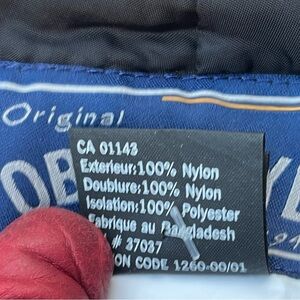 Original
CA 01143
Exterieur:100% Nylon
Doublure:100% Nylon
Isolation:100% Polyester
Fabrique au Bangladesh
# 37037
CODE 1260-00/01